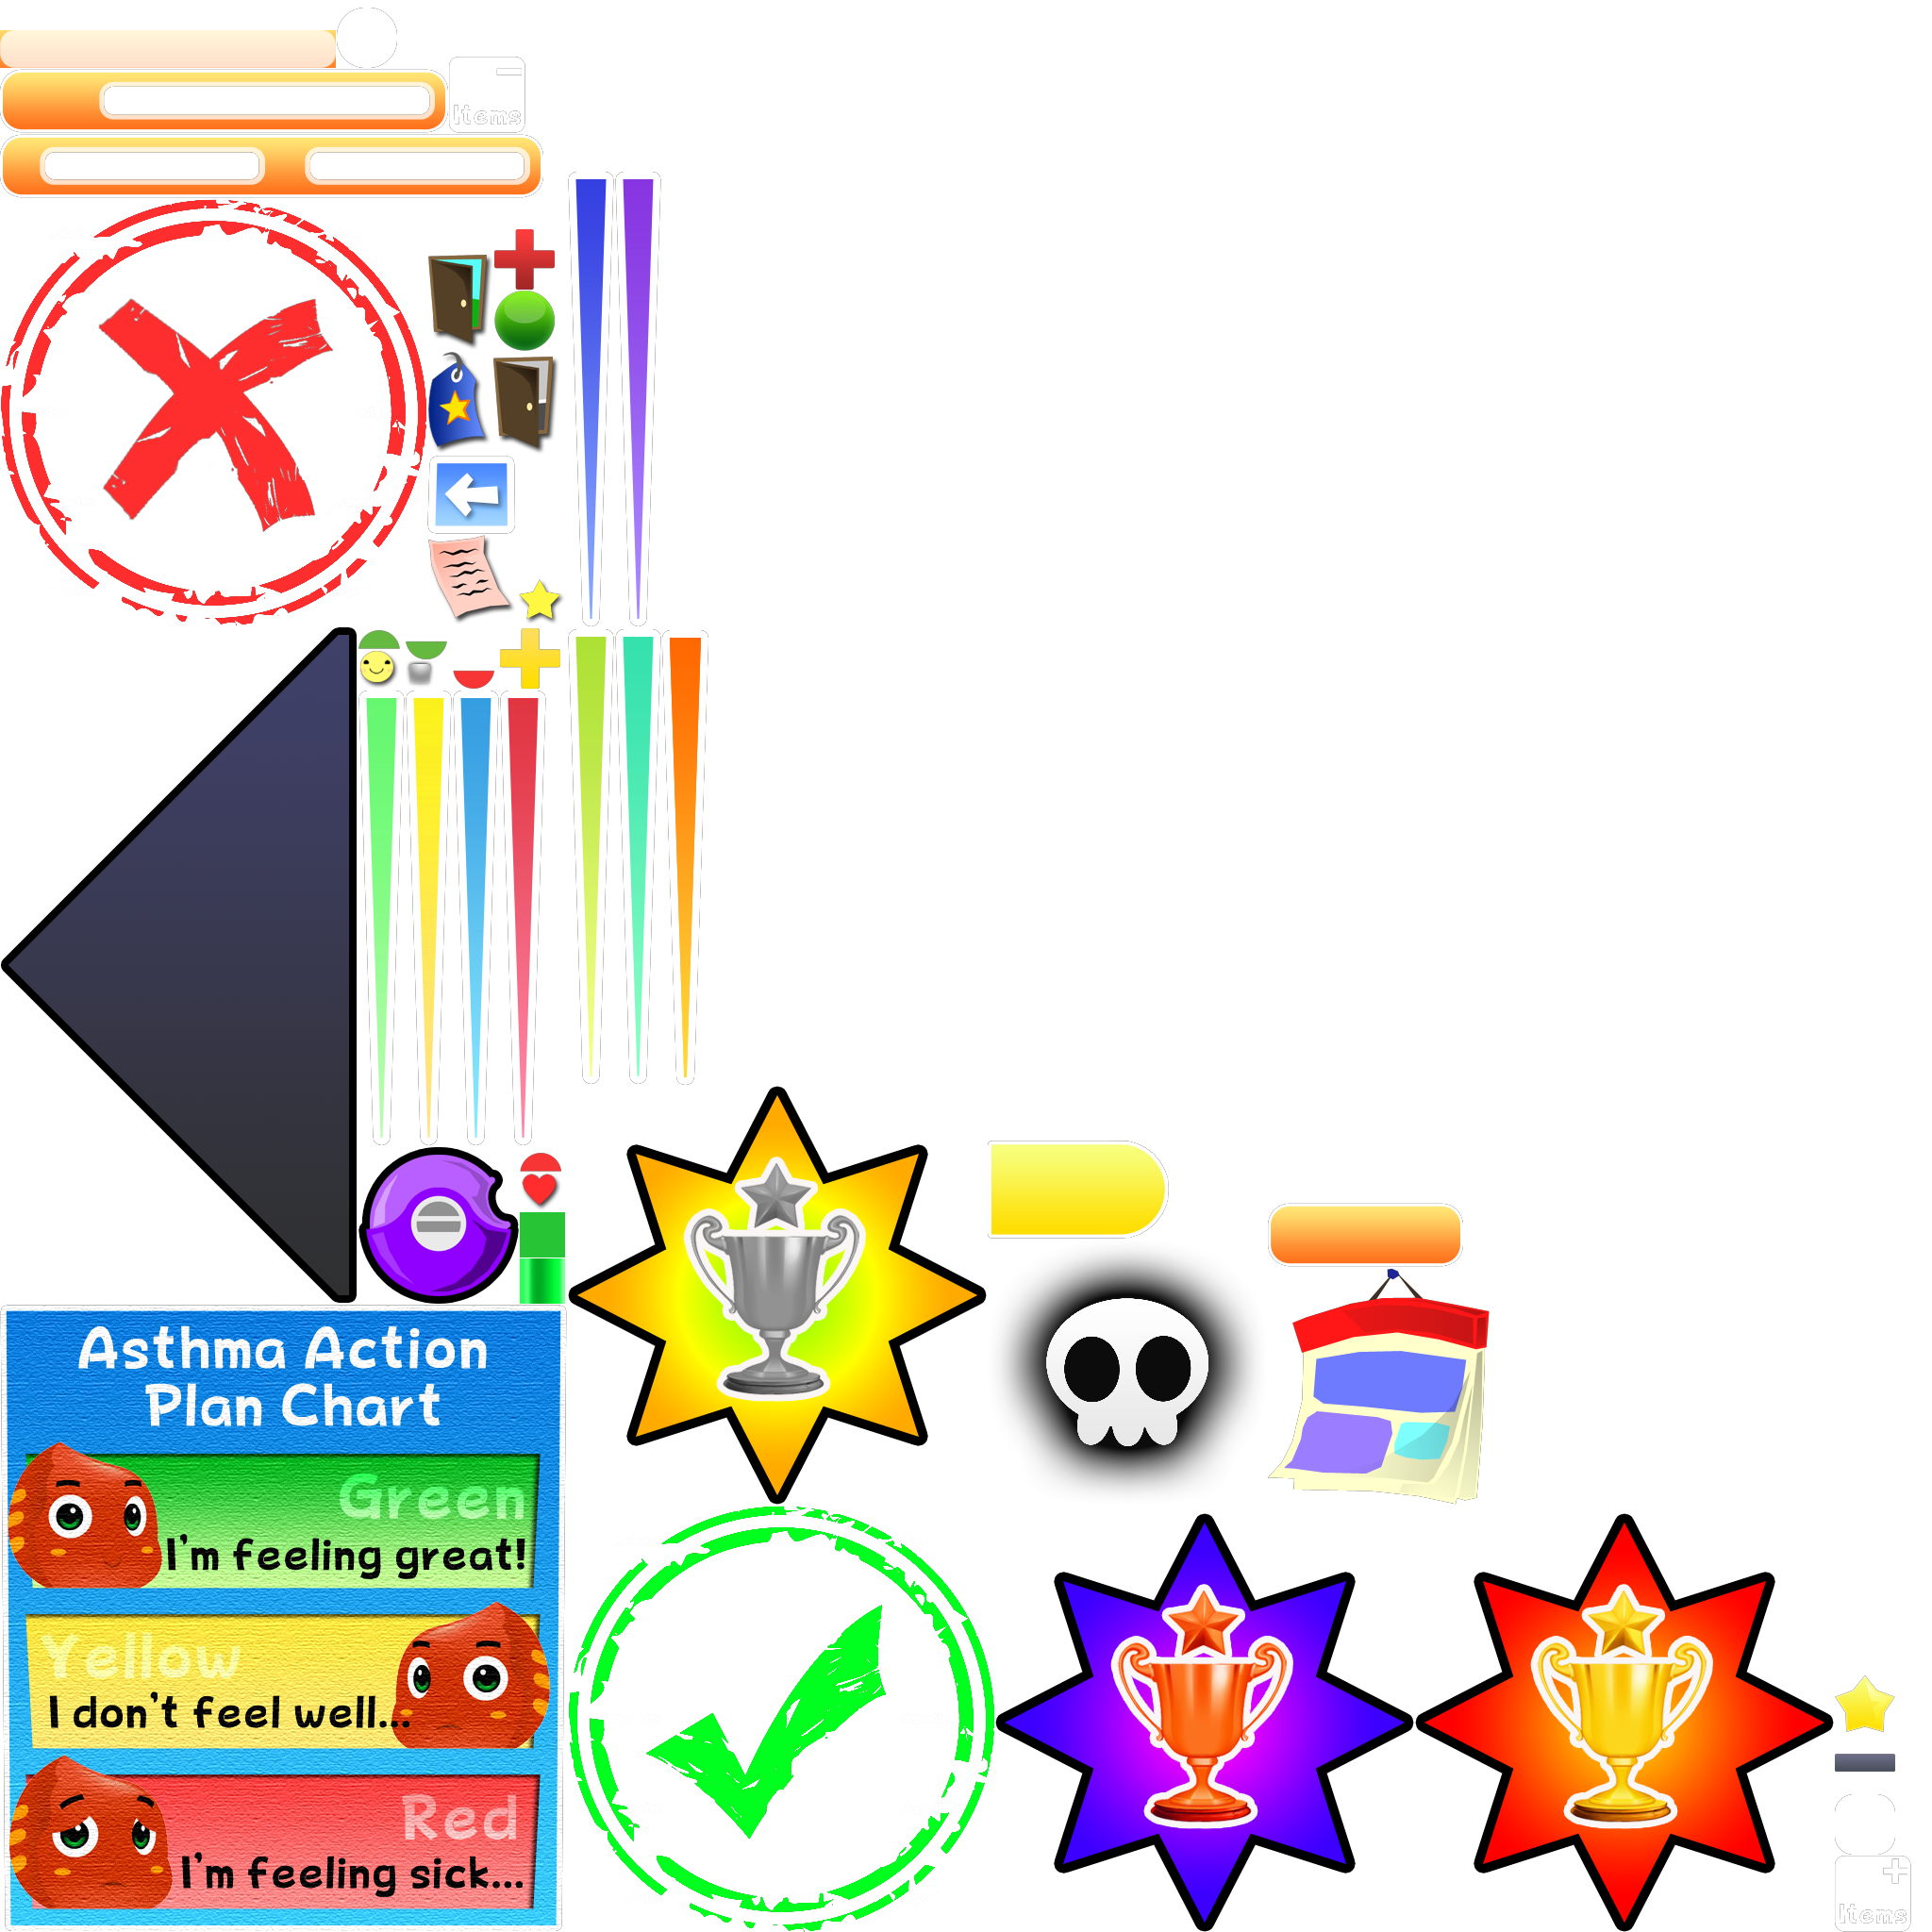 Items
Asthma Action
Plan Chart
Green
I'm feeling great!
Yellow
I don't feel well...
Red
I'm feeling sick...
Items